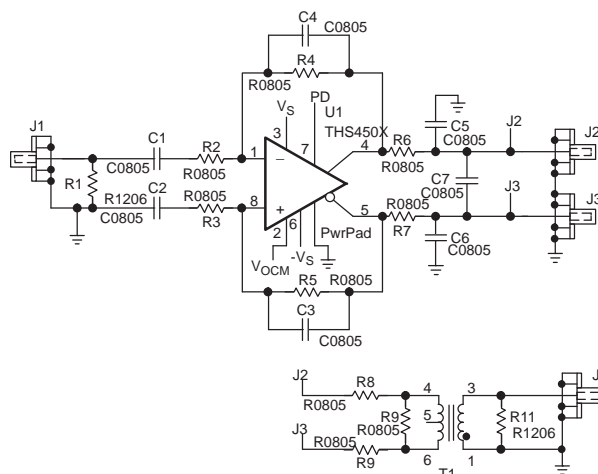 C4
C0805
R4
R0805
PD
U1
VS
THS450X
C5
C0805
J1
C1
R2
3
7
4
R6
J2
J2
C0805
R0805
1
–
R0805
C7
C0805
R1
R1206
C2
R0805
8
+
5
J3
J3
C0805
C0805
R3
2
6
PwrPad
R0805
R7
C6
C0805
VOCM
-VS
R5
R0805
R0805
C3
C0805
J2
R8
4
3
J
R0805
R9
R0805
5
R11
R1206
J3
R0805
R9
6
1
T1